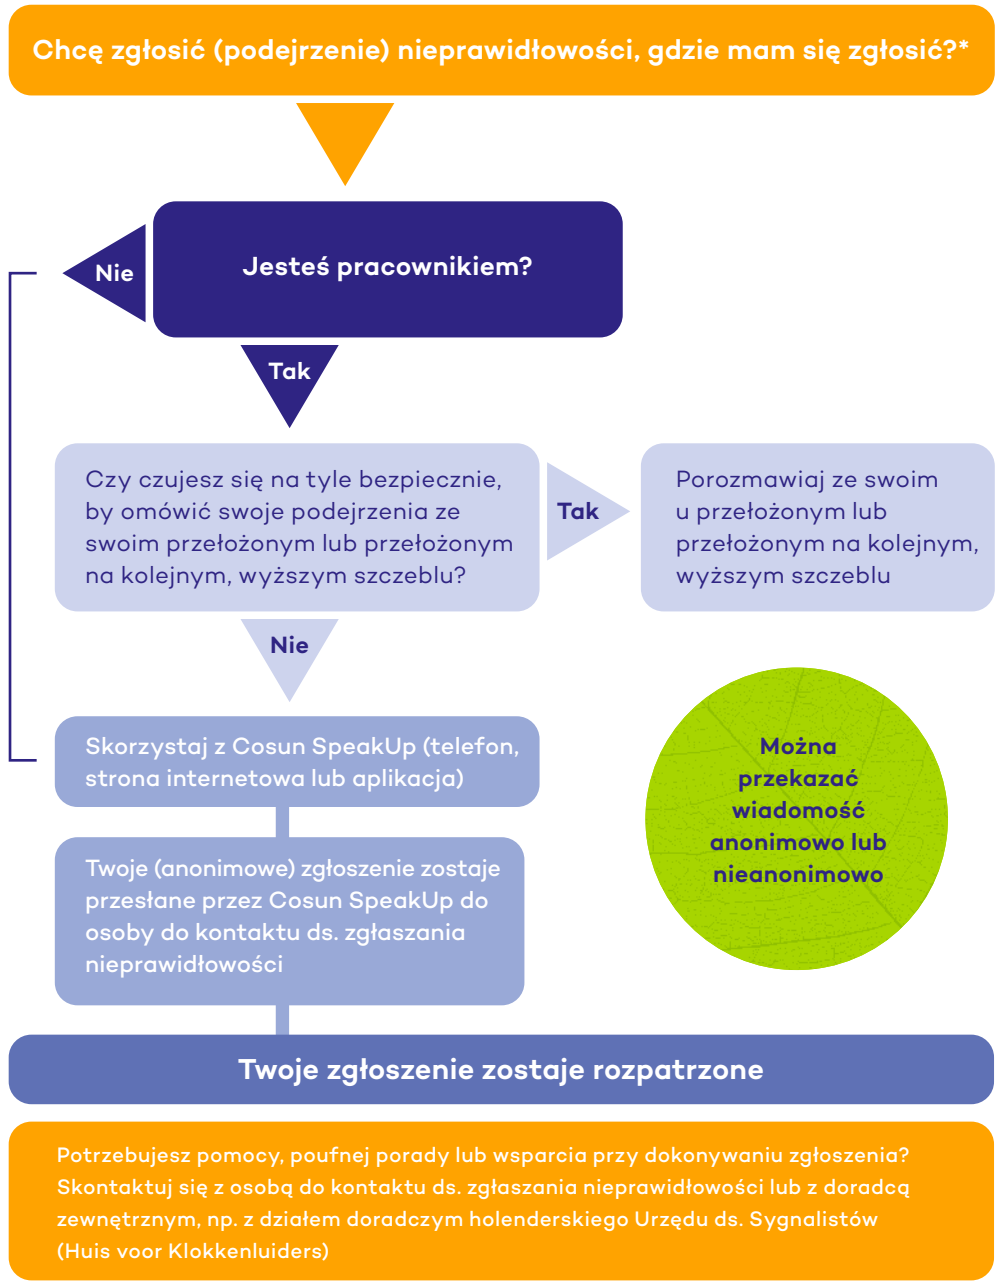 Chcę zgłosić (podejrzenie) nieprawidłowości, gdzie mam się zgłosić?*
Nie
Jesteś pracownikiem?
Tak
Czy czujesz się na tyle bezpiecznie,
by omówić swoje podejrzenia ze
swoim przełożonym lub przełożonym
na kolejnym, wyższym szczeblu?
Tak
Porozmawiaj ze swoim
u przełożonym lub
przełożonym na kolejnym,
wyższym szczeblu
Nie
Skorzystaj z Cosun SpeakUp (telefon,
strona internetowa lub aplikacja)
Można
przekazać
wiadomość
anonimowo lub
nieanonimowo
Twoje (anonimowe) zgłoszenie zostaje
przesłane przez Cosun SpeakUp do
osoby do kontaktu ds. zgłaszania
nieprawidłowości
Twoje zgłoszenie zostaje rozpatrzone
Potrzebujesz pomocy, poufnej porady lub wsparcia przy dokonywaniu zgłoszenia?
Skontaktuj się z osobą do kontaktu ds. zgłaszania nieprawidłowości lub z doradcą
zewnętrznym, np. z działem doradczym holenderskiego Urzędu ds. Sygnalistów
(Huis voor Klokkenluiders)